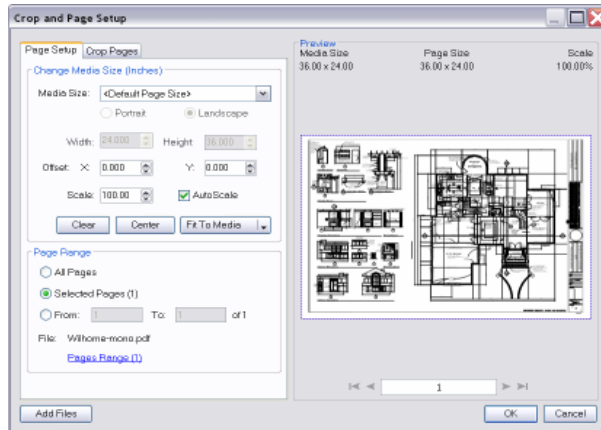 Crop and Page Setup
Page Setup Crop Pages
Change Media Size (Inches)
Media Size: <Default Page Size>
Portrait Landscape
Width: 24.000 Height: 36.000
Offset: X: 0.000 Y: 0.000
Scale: 100.00 AutoScale
Clear Center Fit To Media
Page Range
All Pages
Selected Pages (1)
From: 1 To: 1 of 1
File: Wilhome-mono.pdf
Pages Range (1)
Add Files
Preview
Media Size Page Size Scale
36.00 x 24.00 36.00 x 24.00 100.00%
1
OK Cancel